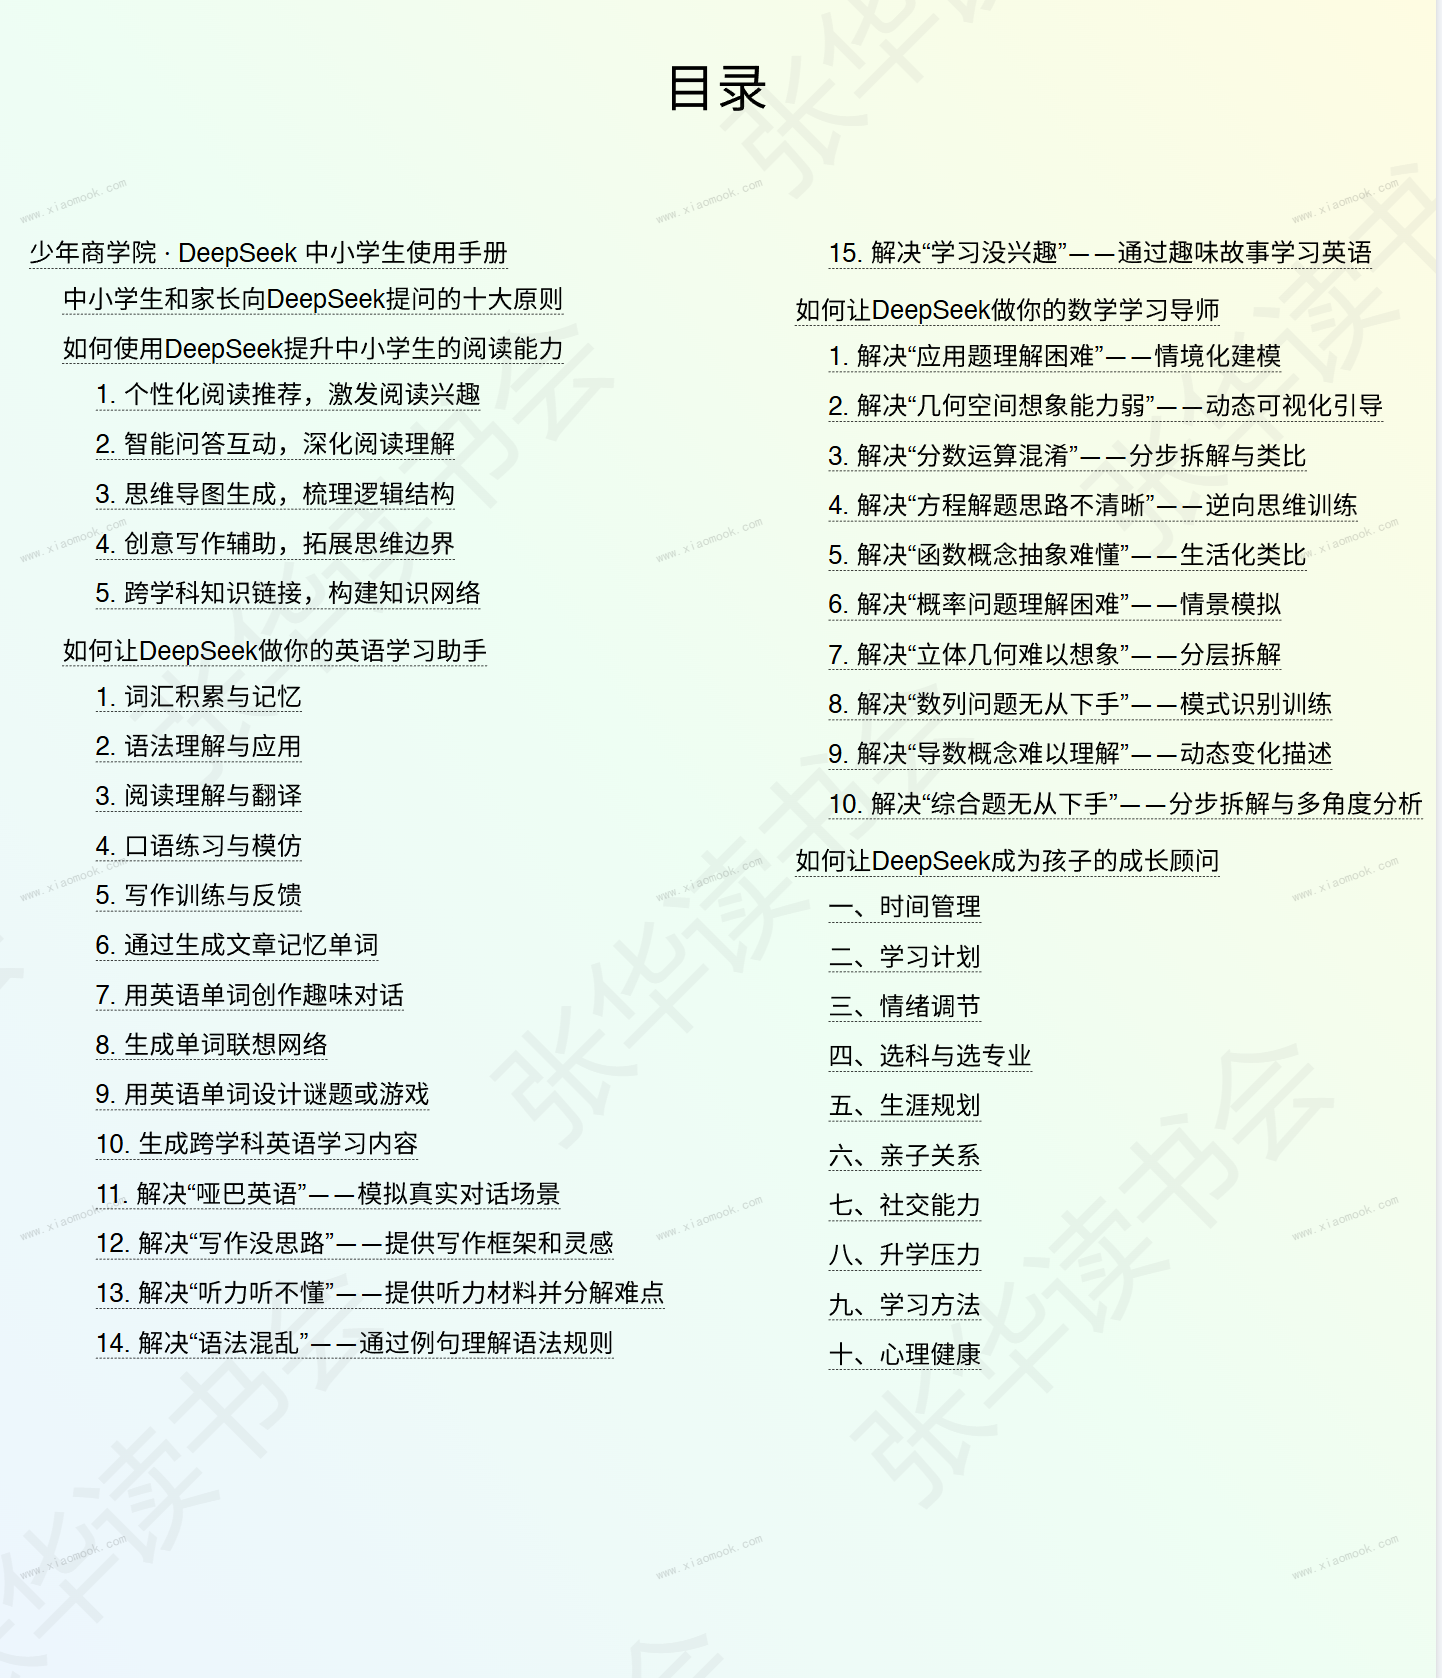 目录
少年商学院 · DeepSeek 中小学生使用手册
中小学生和家长向DeepSeek提问的十大原则
如何使用DeepSeek提升中小学生的阅读能力
1. 个性化阅读推荐，激发阅读兴趣
2. 智能问答互动，深化阅读理解
3. 思维导图生成，梳理逻辑结构
4. 创意写作辅助，拓展思维边界
5. 跨学科知识链接，构建知识网络
如何让DeepSeek做你的英语学习助手
1. 词汇积累与记忆
2. 语法理解与应用
3. 阅读理解与翻译
4. 口语练习与模仿
5. 写作训练与反馈
6. 通过生成文章记忆单词
7. 用英语单词创作趣味对话
8. 生成单词联想网络
9. 用英语单词设计谜题或游戏
10. 生成跨学科英语学习内容
11. 解决“哑巴英语”——模拟真实对话场景
12. 解决“写作没思路”——提供写作框架和灵感
13. 解决“听力听不懂”——提供听力材料并分解难点
14. 解决“语法混乱”——通过例句理解语法规则
15. 解决“学习没兴趣”——通过趣味故事学习英语
如何让DeepSeek做你的数学学习导师
1. 解决“应用题理解困难”——情境化建模
2. 解决“几何空间想象能力弱”——动态可视化引导
3. 解决“分数运算混淆”——分步拆解与类比
4. 解决“方程解题思路不清晰”——逆向思维训练
5. 解决“函数概念抽象难懂”——生活化类比
6. 解决“概率问题理解困难”——情景模拟
7. 解决“立体几何难以想象”——分层拆解
8. 解决“数列问题无从下手”——模式识别训练
9. 解决“导数概念难以理解”——动态变化描述
10. 解决“综合题无从下手”——分步拆解与多角度分析
如何让DeepSeek成为孩子的成长顾问
一、时间管理
二、学习计划
三、情绪调节
四、选科与选专业
五、生涯规划
六、亲子关系
七、社交能力
八、升学压力
九、学习方法
十、心理健康
张华读书会
www.xiaomook.com